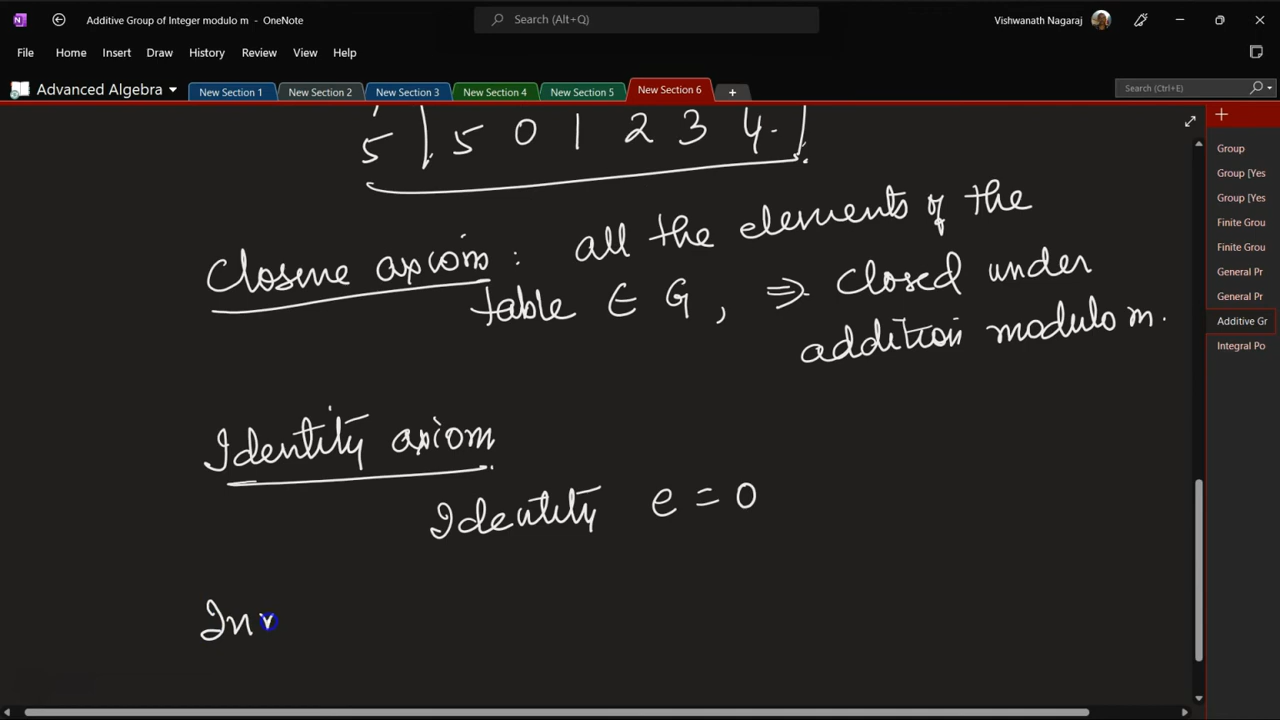 Additive Group of Integer modulo m - OneNote
Search (Alt+Q)
Vishwanath Nagaraj
File Home Insert Draw History Review View Help
Advanced Algebra
New Section 1 New Section 2 New Section 3 New Section 4 New Section 5 New Section 6 +
Search (Ctrl+E)
Group
Group [Yes
Group [Yes
Finite Grou
Finite Grou
General Pr
General Pr
Additive Gr
Integral Po
5 | 5 0 1 2 3 4
Closure axiom : all the elements of the
table ∈ G , ⇒ closed under
addition modulo m.
Identity axiom
Identity e = 0
Inv